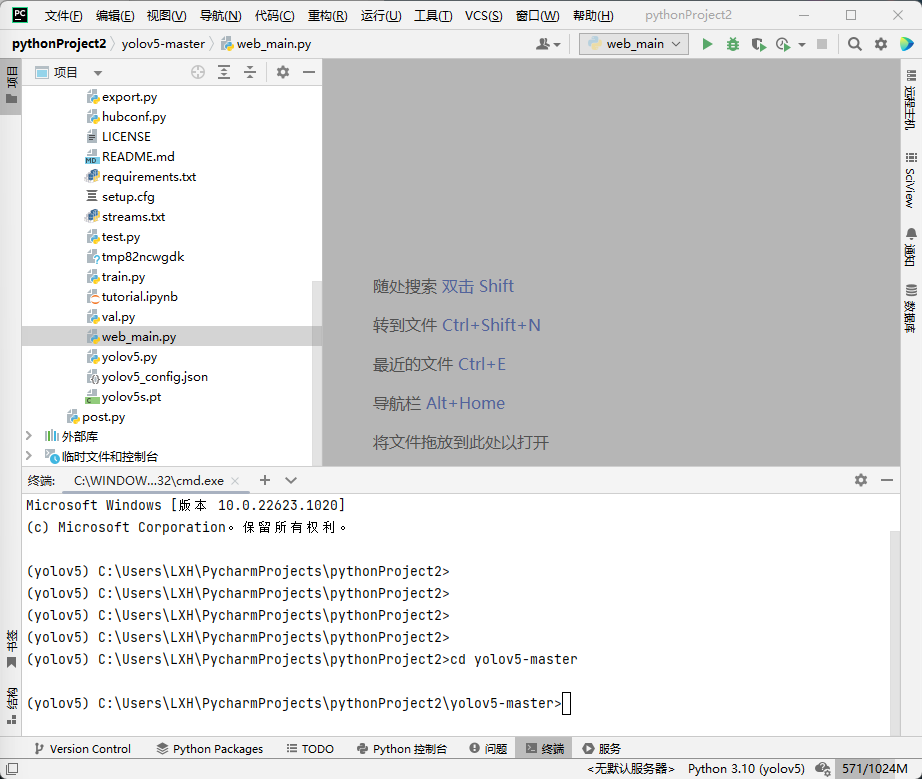 PC 文件(F) 编辑(E) 视图(V) 导航(N) 代码(C) 重构(R) 运行(U) 工具(T) VCS(S) 窗口(W) 帮助(H) pythonProject2
pythonProject2 yolov5-master web_main.py web_main
项目
项目
export.py
hubconf.py
LICENSE
README.md
requirements.txt
setup.cfg
streams.txt
test.py
tmp82ncwgdk
train.py
tutorial.ipynb
val.py
web_main.py
yolov5.py
yolov5_config.json
yolov5s.pt
post.py
外部库
临时文件和控制台
随处搜索 双击 Shift
转到文件 Ctrl+Shift+N
最近的文件 Ctrl+E
导航栏 Alt+Home
将文件拖放到此处以打开
远程主机
SciView
通知
数据库
终端: C:\WINDOW...32\cmd.exe
Microsoft Windows [版本 10.0.22623.1020]
(c) Microsoft Corporation。保留所有权利。
(yolov5) C:\Users\LXH\PycharmProjects\pythonProject2>
(yolov5) C:\Users\LXH\PycharmProjects\pythonProject2>
(yolov5) C:\Users\LXH\PycharmProjects\pythonProject2>
(yolov5) C:\Users\LXH\PycharmProjects\pythonProject2>
(yolov5) C:\Users\LXH\PycharmProjects\pythonProject2>cd yolov5-master
(yolov5) C:\Users\LXH\PycharmProjects\pythonProject2\yolov5-master>
书签
结构
Version Control Python Packages TODO Python 控制台 问题 终端 服务
<无默认服务器> Python 3.10 (yolov5) 571/1024M